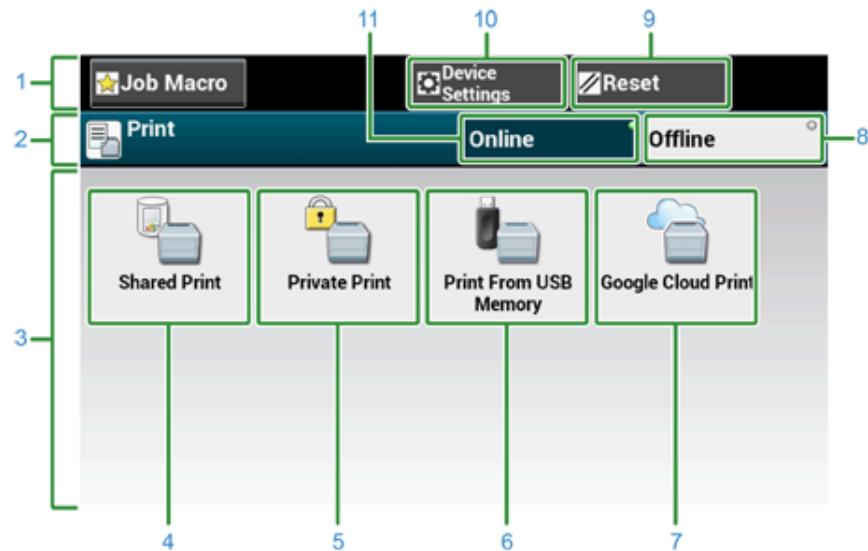 11
10
9
1
Job Macro
Device
Settings
Reset
2
Print
Online
Offline
8
3
Shared Print
Private Print
Print From USB
Memory
Google Cloud Print
4
5
6
7